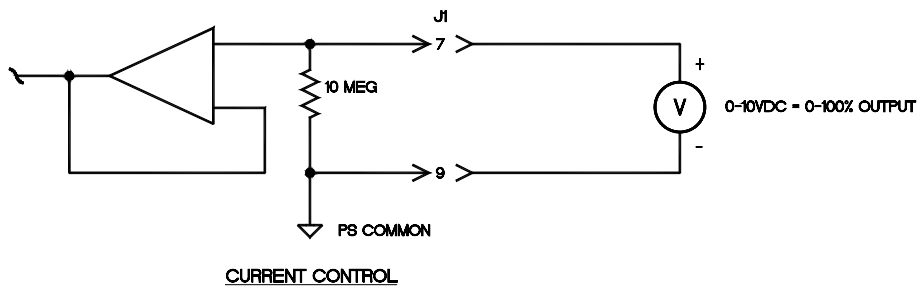 J1
7
+
10 MEG
V
0-10VDC = 0-100% OUTPUT
-
9
PS COMMON
CURRENT CONTROL